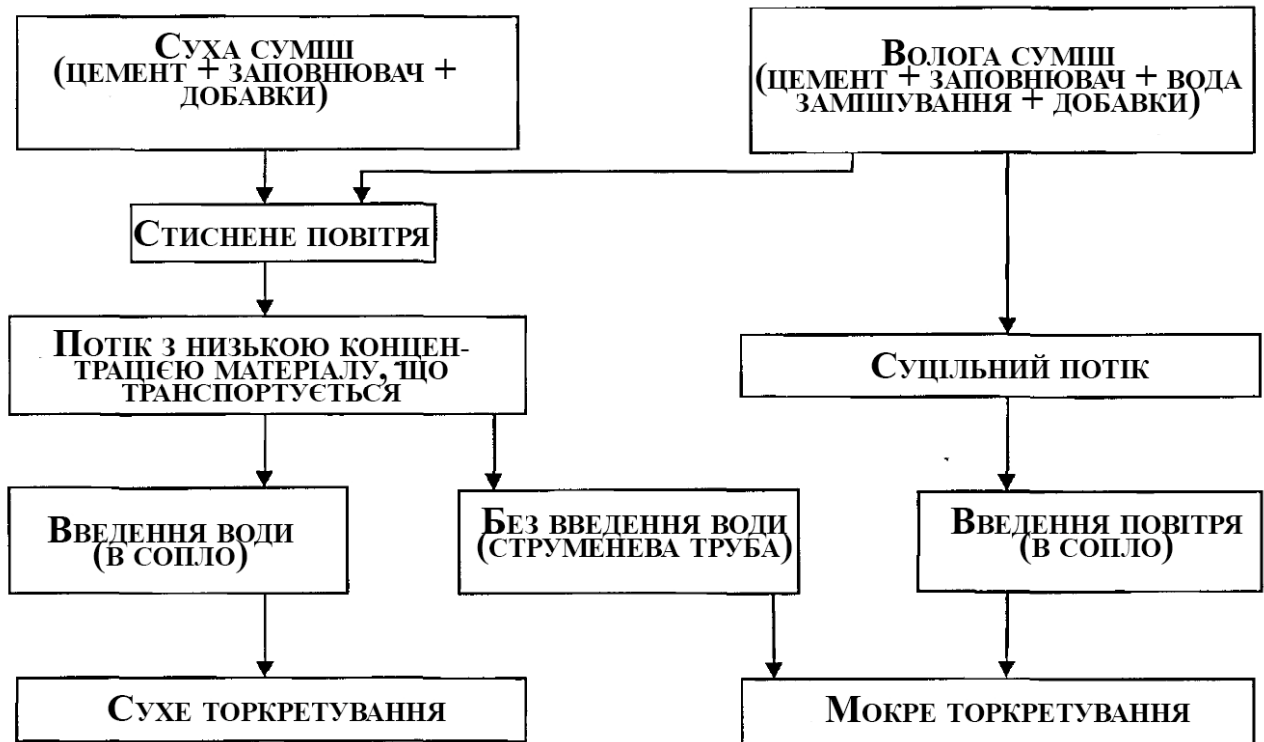 Суха суміш
(цемент + заповнювач +
добавки)
Волога суміш
(цемент + заповнювач + вода
замішування + добавки)
Стиснене повітря
Потік з низькою концен-
трацією матеріалу, що
транспортується
Суцільний потік
Введення води
(в сопло)
Без введення води
(струменева труба)
Введення повітря
(в сопло)
Сухе торкретування
Мокре торкретування